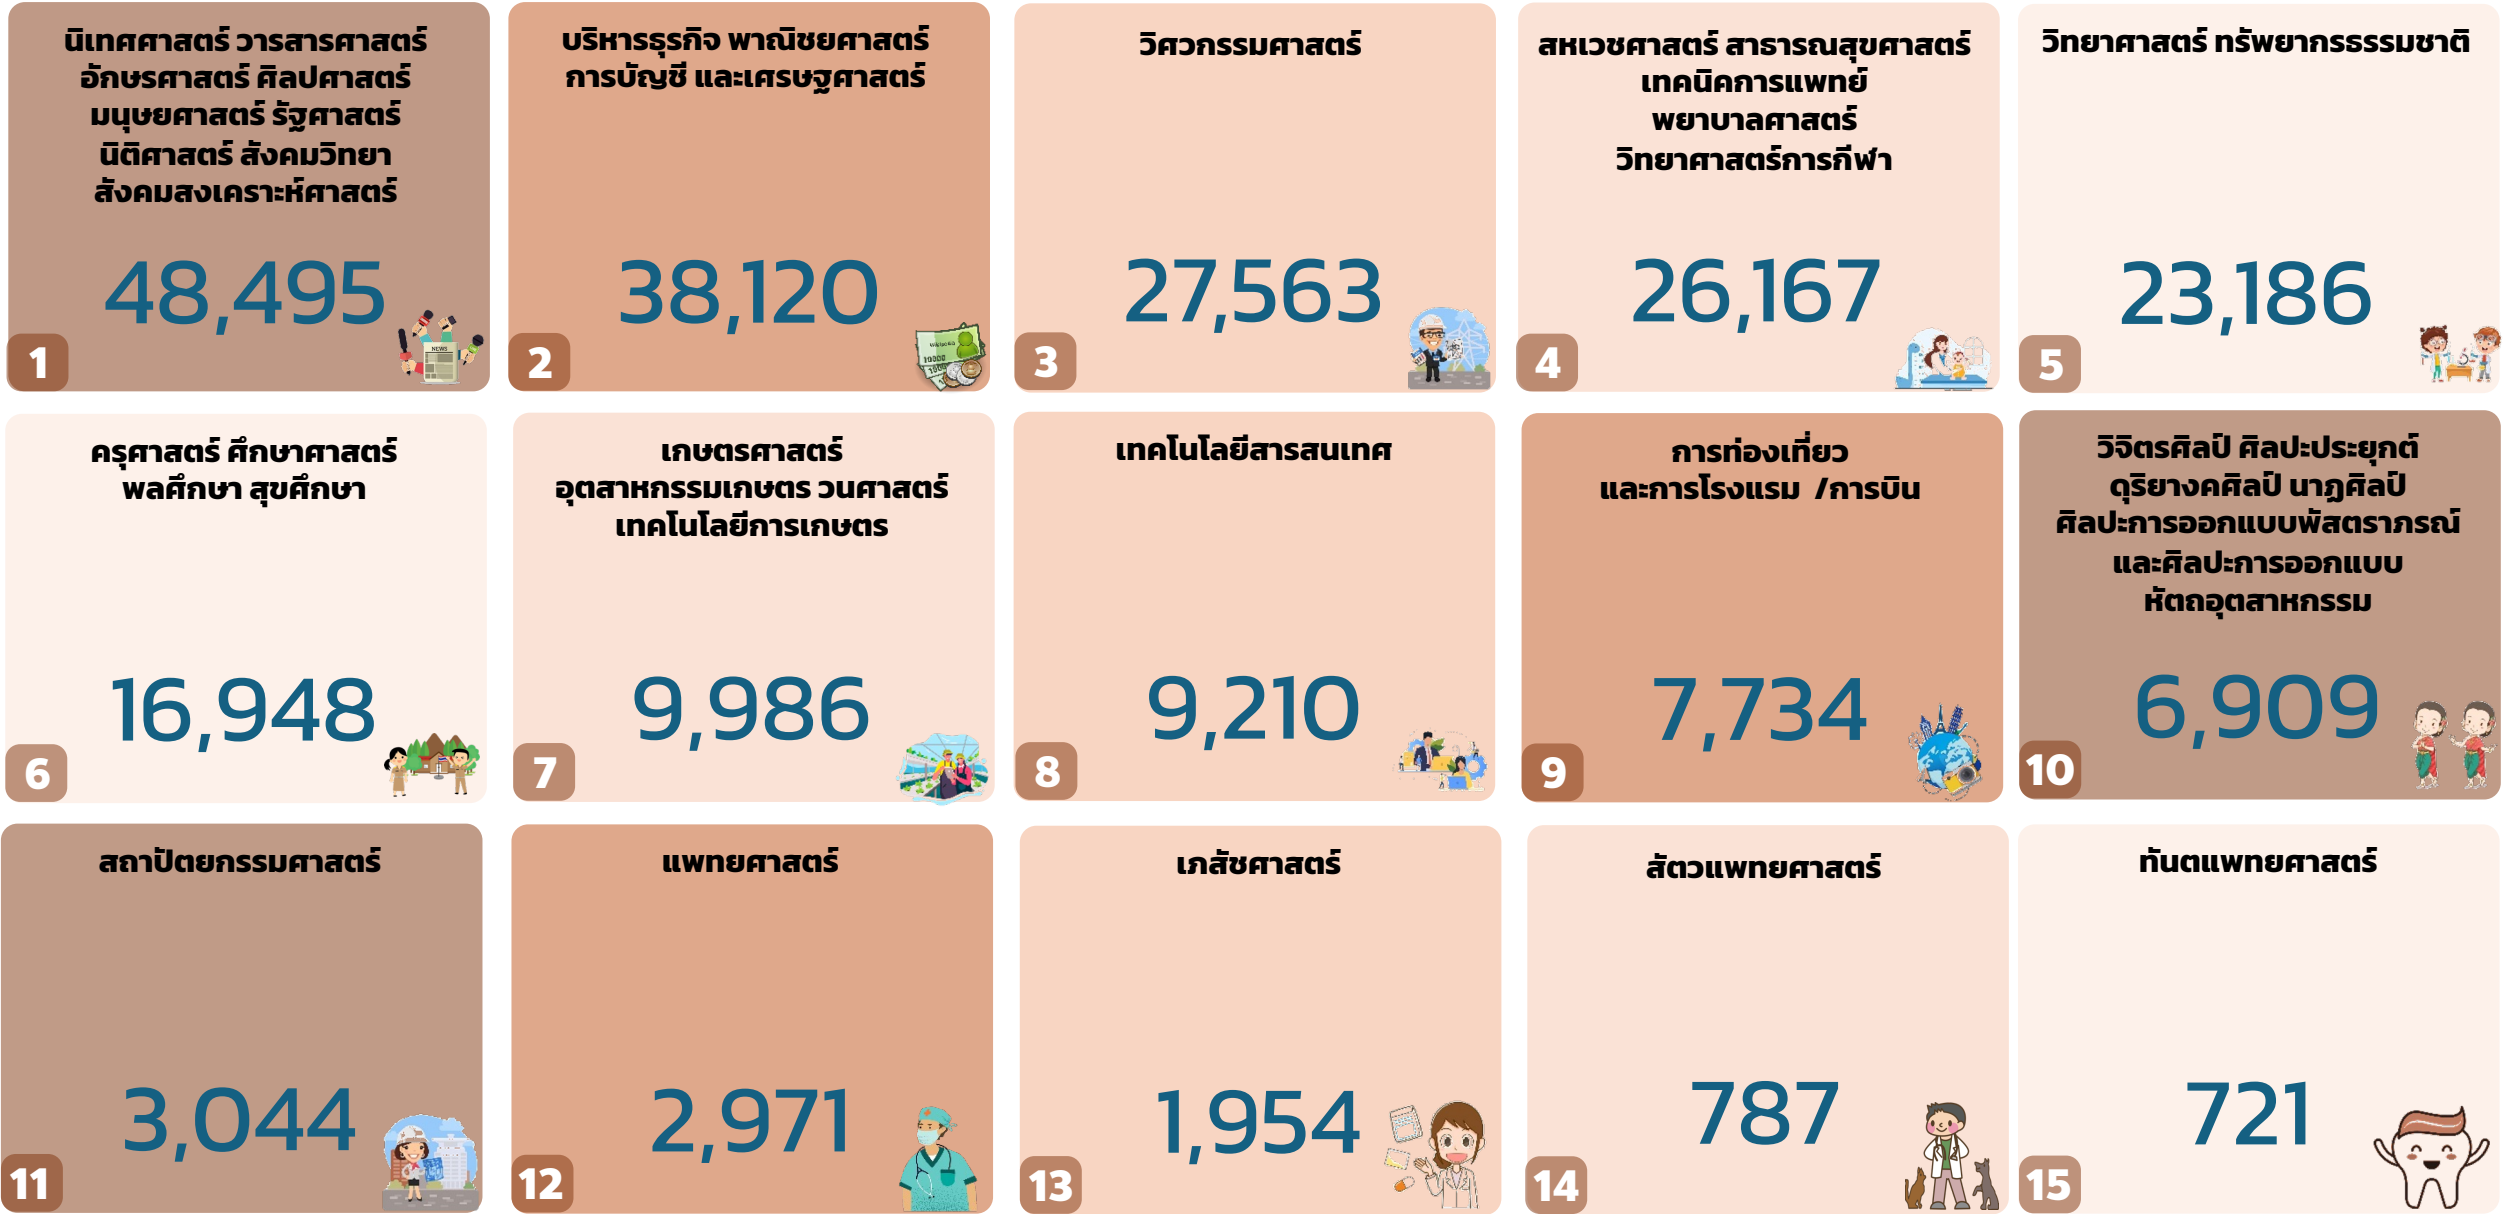 นิเทศศาสตร์ วารสารศาสตร์
อักษรศาสตร์ ศิลปศาสตร์
มนุษยศาสตร์ รัฐศาสตร์
นิติศาสตร์ สังคมวิทยา
สังคมสงเคราะห์ศาสตร์
48,495
1
บริหารธุรกิจ พาณิชยศาสตร์
การบัญชี และเศรษฐศาสตร์
38,120
2
วิศวกรรมศาสตร์
27,563
3
สหเวชศาสตร์ สาธารณสุขศาสตร์
เทคนิคการแพทย์
พยาบาลศาสตร์
วิทยาศาสตร์การกีฬา
26,167
4
วิทยาศาสตร์ ทรัพยากรธรรมชาติ
23,186
5
ครุศาสตร์ ศึกษาศาสตร์
พลศึกษา สุขศึกษา
16,948
6
เกษตรศาสตร์
อุตสาหกรรมเกษตร วนศาสตร์
เทคโนโลยีการเกษตร
9,986
7
เทคโนโลยีสารสนเทศ
9,210
8
การท่องเที่ยว
และการโรงแรม /การบิน
7,734
9
วิจิตรศิลป์ ศิลปะประยุกต์
ดุริยางคศิลป์ นาฏศิลป์
ศิลปะการออกแบบพัสตราภรณ์
และศิลปะการออกแบบ
หัตถอุตสาหกรรม
6,909
10
สถาปัตยกรรมศาสตร์
3,044
11
แพทยศาสตร์
2,971
12
เภสัชศาสตร์
1,954
13
สัตวแพทยศาสตร์
787
14
ทันตแพทยศาสตร์
721
15
NEWS